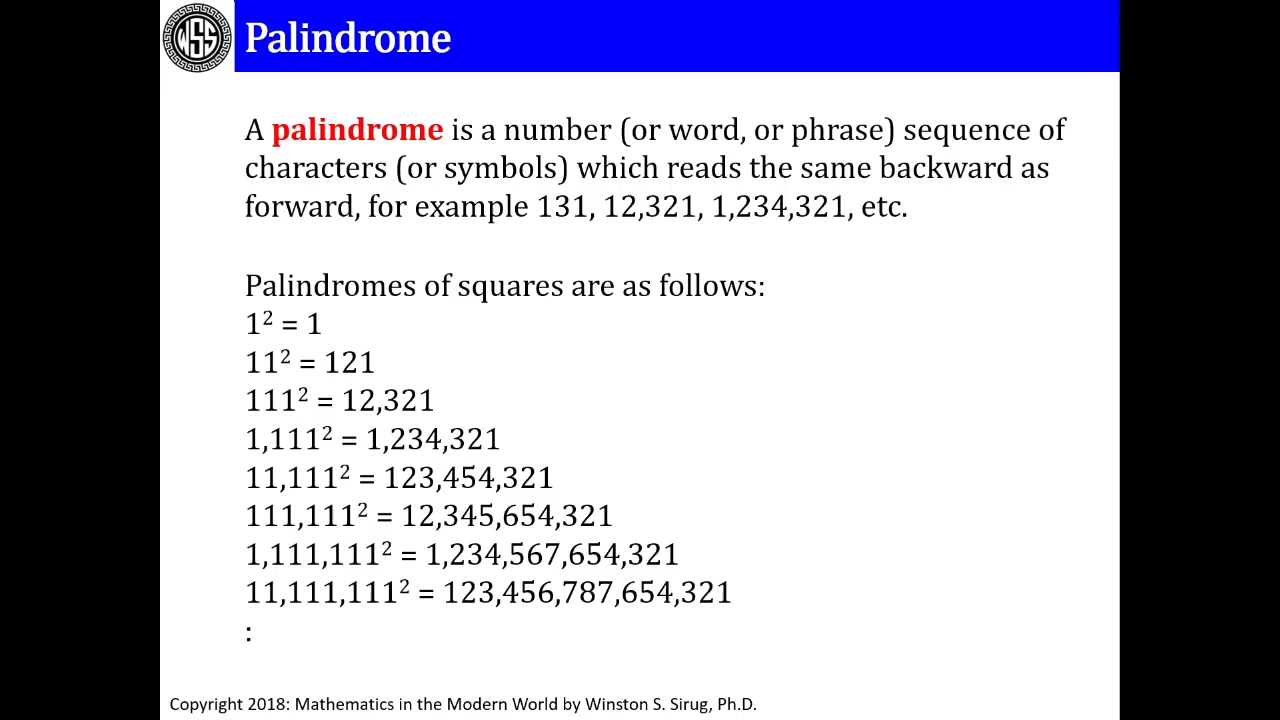 WSS
Palindrome
A palindrome is a number (or word, or phrase) sequence of
characters (or symbols) which reads the same backward as
forward, for example 131, 12,321, 1,234,321, etc.
Palindromes of squares are as follows:
1² = 1
11² = 121
111² = 12,321
1,111² = 1,234,321
11,111² = 123,454,321
111,111² = 12,345,654,321
1,111,111² = 1,234,567,654,321
11,111,111² = 123,456,787,654,321
:
Copyright 2018: Mathematics in the Modern World by Winston S. Sirug, Ph.D.